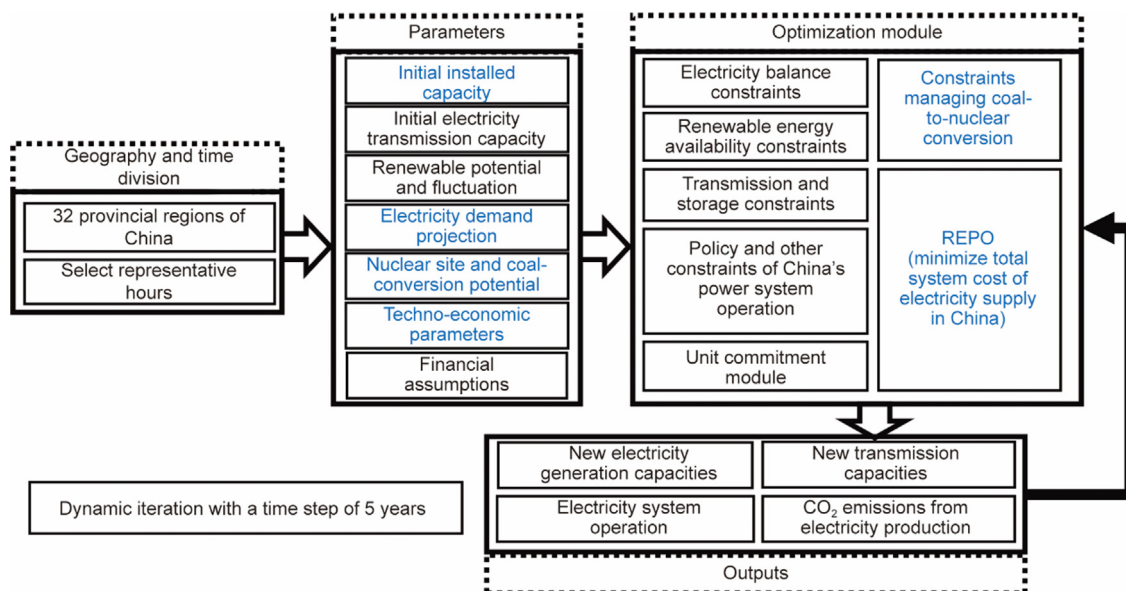 Geography and time
division
32 provincial regions of
China
Select representative
hours
Parameters
Initial installed
capacity
Initial electricity
transmission capacity
Renewable potential
and fluctuation
Electricity demand
projection
Nuclear site and coal-
conversion potential
Techno-economic
parameters
Financial
assumptions
Optimization module
Electricity balance
constraints
Renewable energy
availability constraints
Transmission and
storage constraints
Policy and other
constraints of China’s
power system
operation
Unit commitment
module
Constraints
managing coal-
to-nuclear
conversion
REPO
(minimize total
system cost of
electricity supply
in China)
New electricity
generation capacities
New transmission
capacities
Electricity system
operation
CO₂ emissions from
electricity production
Outputs
Dynamic iteration with a time step of 5 years